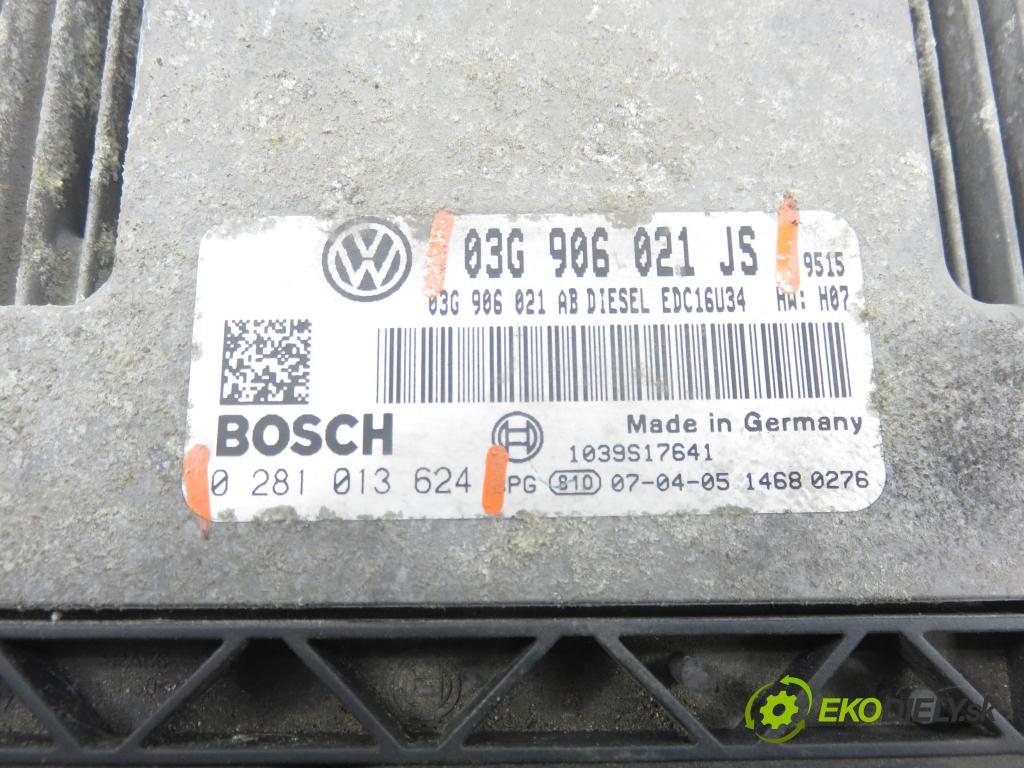 03G 906 021 JS 9515
03G 906 021 AB DIESEL EDC16U34 HW: H07
BOSCH
Made in Germany
1039S17641
0 281 013 624 810 07-04-05 1468 0276
EKODIELY.sk